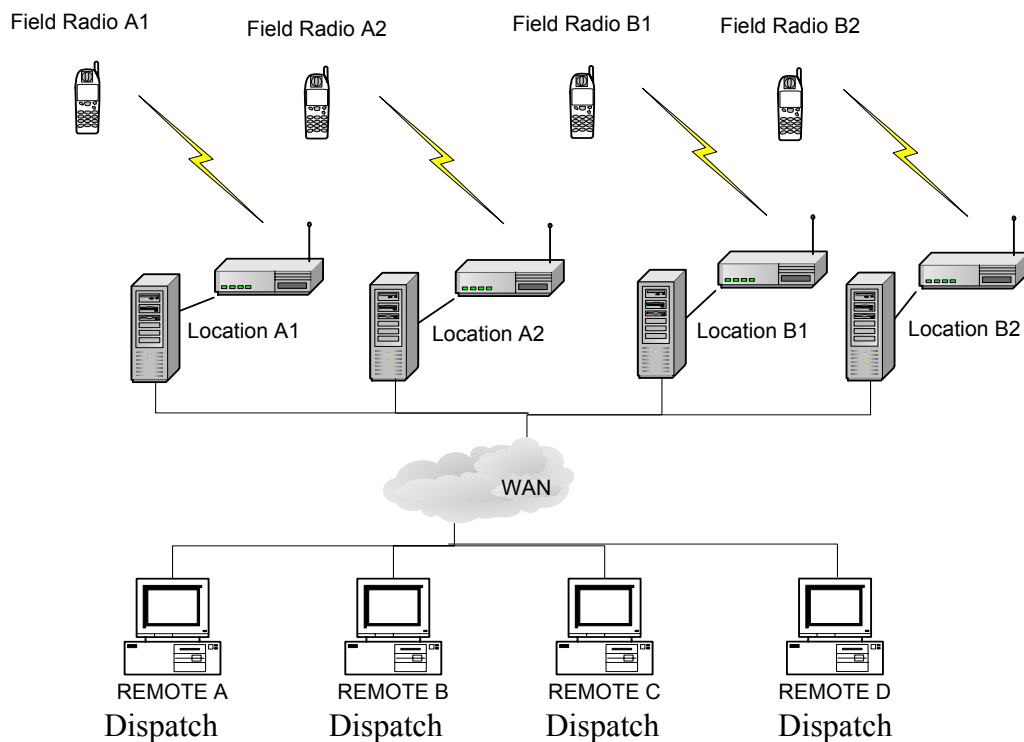 Field Radio A1
Field Radio A2
Field Radio B1
Field Radio B2
Location A1
Location A2
Location B1
Location B2
WAN
REMOTE A
REMOTE B
REMOTE C
REMOTE D
Dispatch
Dispatch
Dispatch
Dispatch